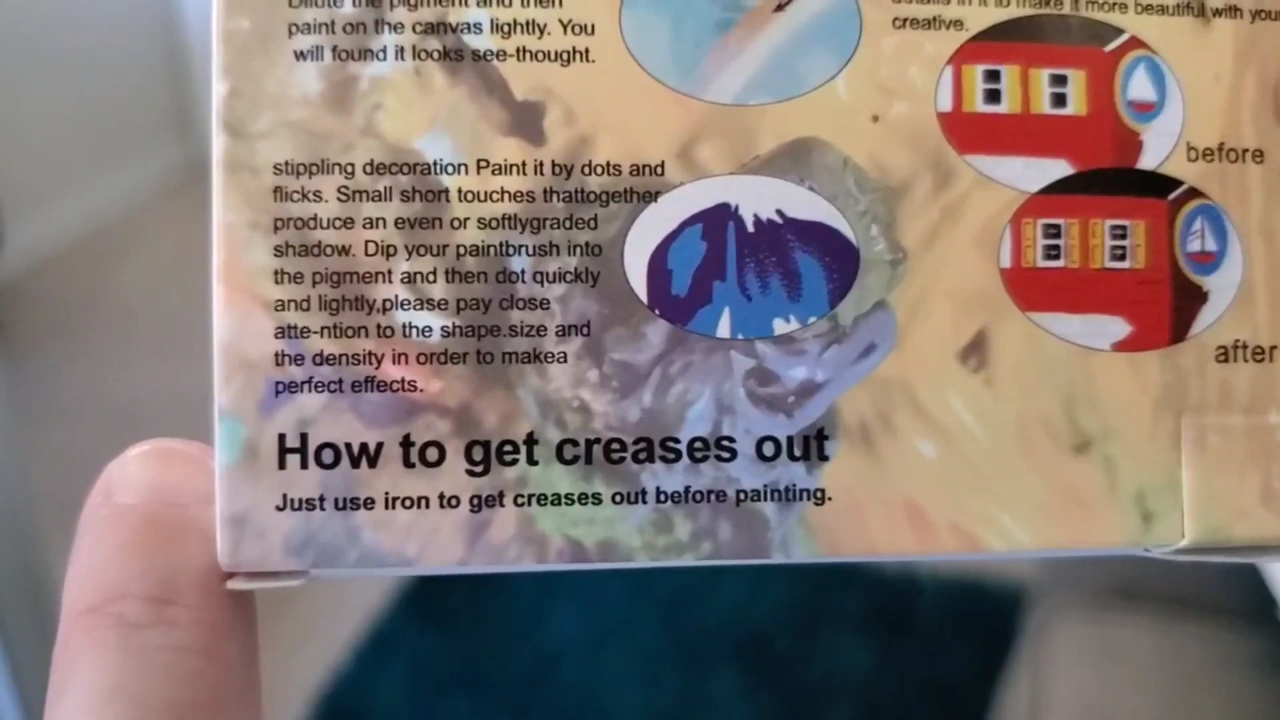 Dilute the pigment and then
paint on the canvas lightly. You
will found it looks see-thought.
stippling decoration Paint it by dots and
flicks. Small short touches thattogether
produce an even or softlygraded
shadow. Dip your paintbrush into
the pigment and then dot quickly
and lightly,please pay close
atte-ntion to the shape.size and
the density in order to makea
perfect effects.
How to get creases out
Just use iron to get creases out before painting.
in it to make it more beautiful with your
creative.
before
after